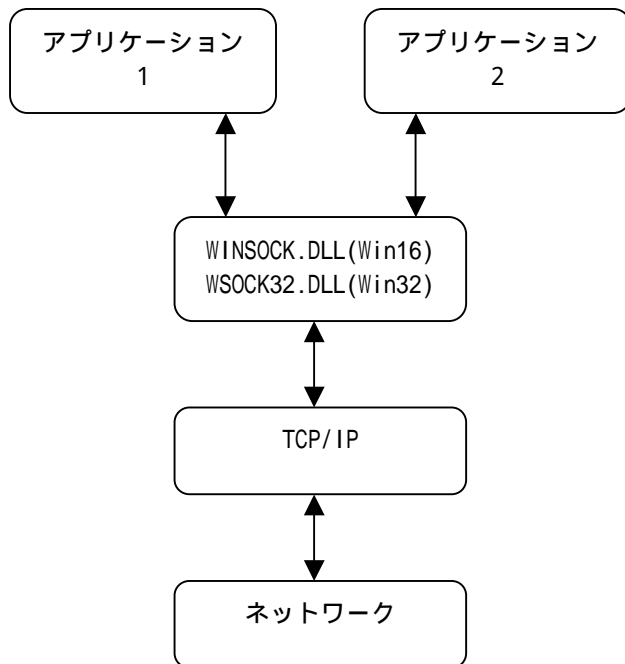 アプリケーション
1
アプリケーション
2
WINSOCK.DLL(Win16)
WSOCK32.DLL(Win32)
TCP/IP
ネットワーク